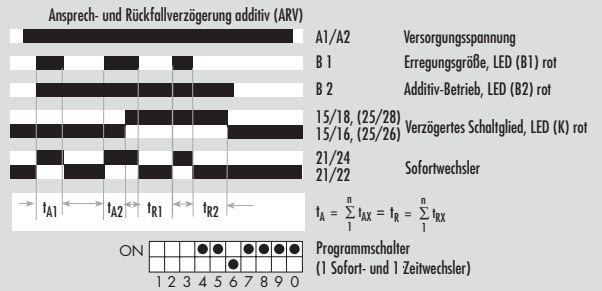 Ansprech- und Rückfallverzögerung additiv (ARV)
A1/A2 Versorgungsspannung
B 1 Erregungsgröße, LED (B1) rot
B 2 Additiv-Betrieb, LED (B2) rot
15/18, (25/28)
15/16, (25/26) Verzögertes Schaltglied, LED (K) rot
21/24
21/22 Sofortwechsler
tA1 tA2 tR1 tR2
tA = n Σ 1 tAX = tR = n Σ 1 tRX
ON Programmschalter
(1 Sofort- und 1 Zeitwechsler)
1 2 3 4 5 6 7 8 9 0